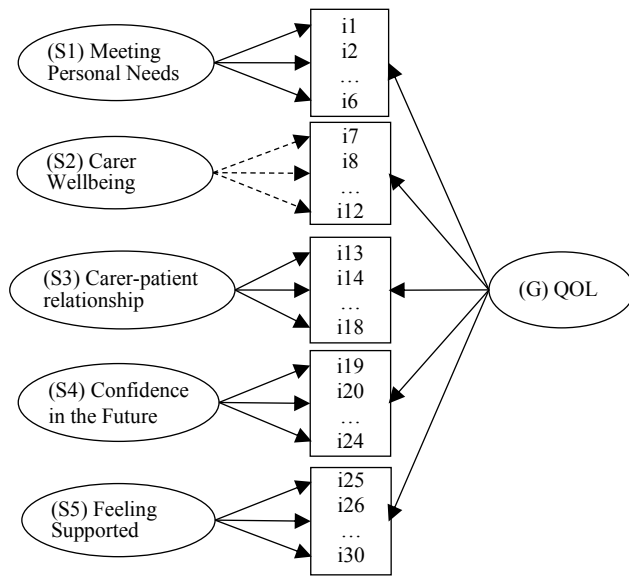 (S1) Meeting
Personal Needs
i1
i2
…
i6
(S2) Carer
Wellbeing
i7
i8
…
i12
(S3) Carer-patient
relationship
i13
i14
…
i18
(G) QOL
(S4) Confidence
in the Future
i19
i20
…
i24
(S5) Feeling
Supported
i25
i26
…
i30